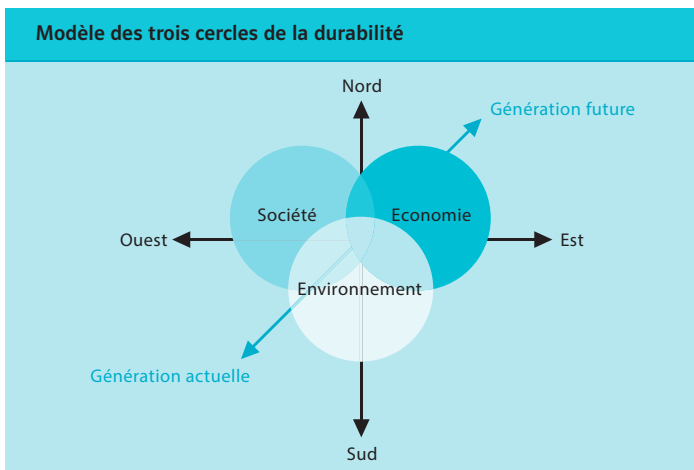 Modèle des trois cercles de la durabilité
Nord
Génération future
Société
Economie
Ouest
Est
Environnement
Génération actuelle
Sud